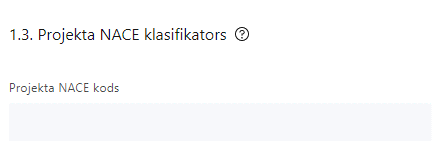 1.3. Projekta NACE klasifikators ?
Projekta NACE kods